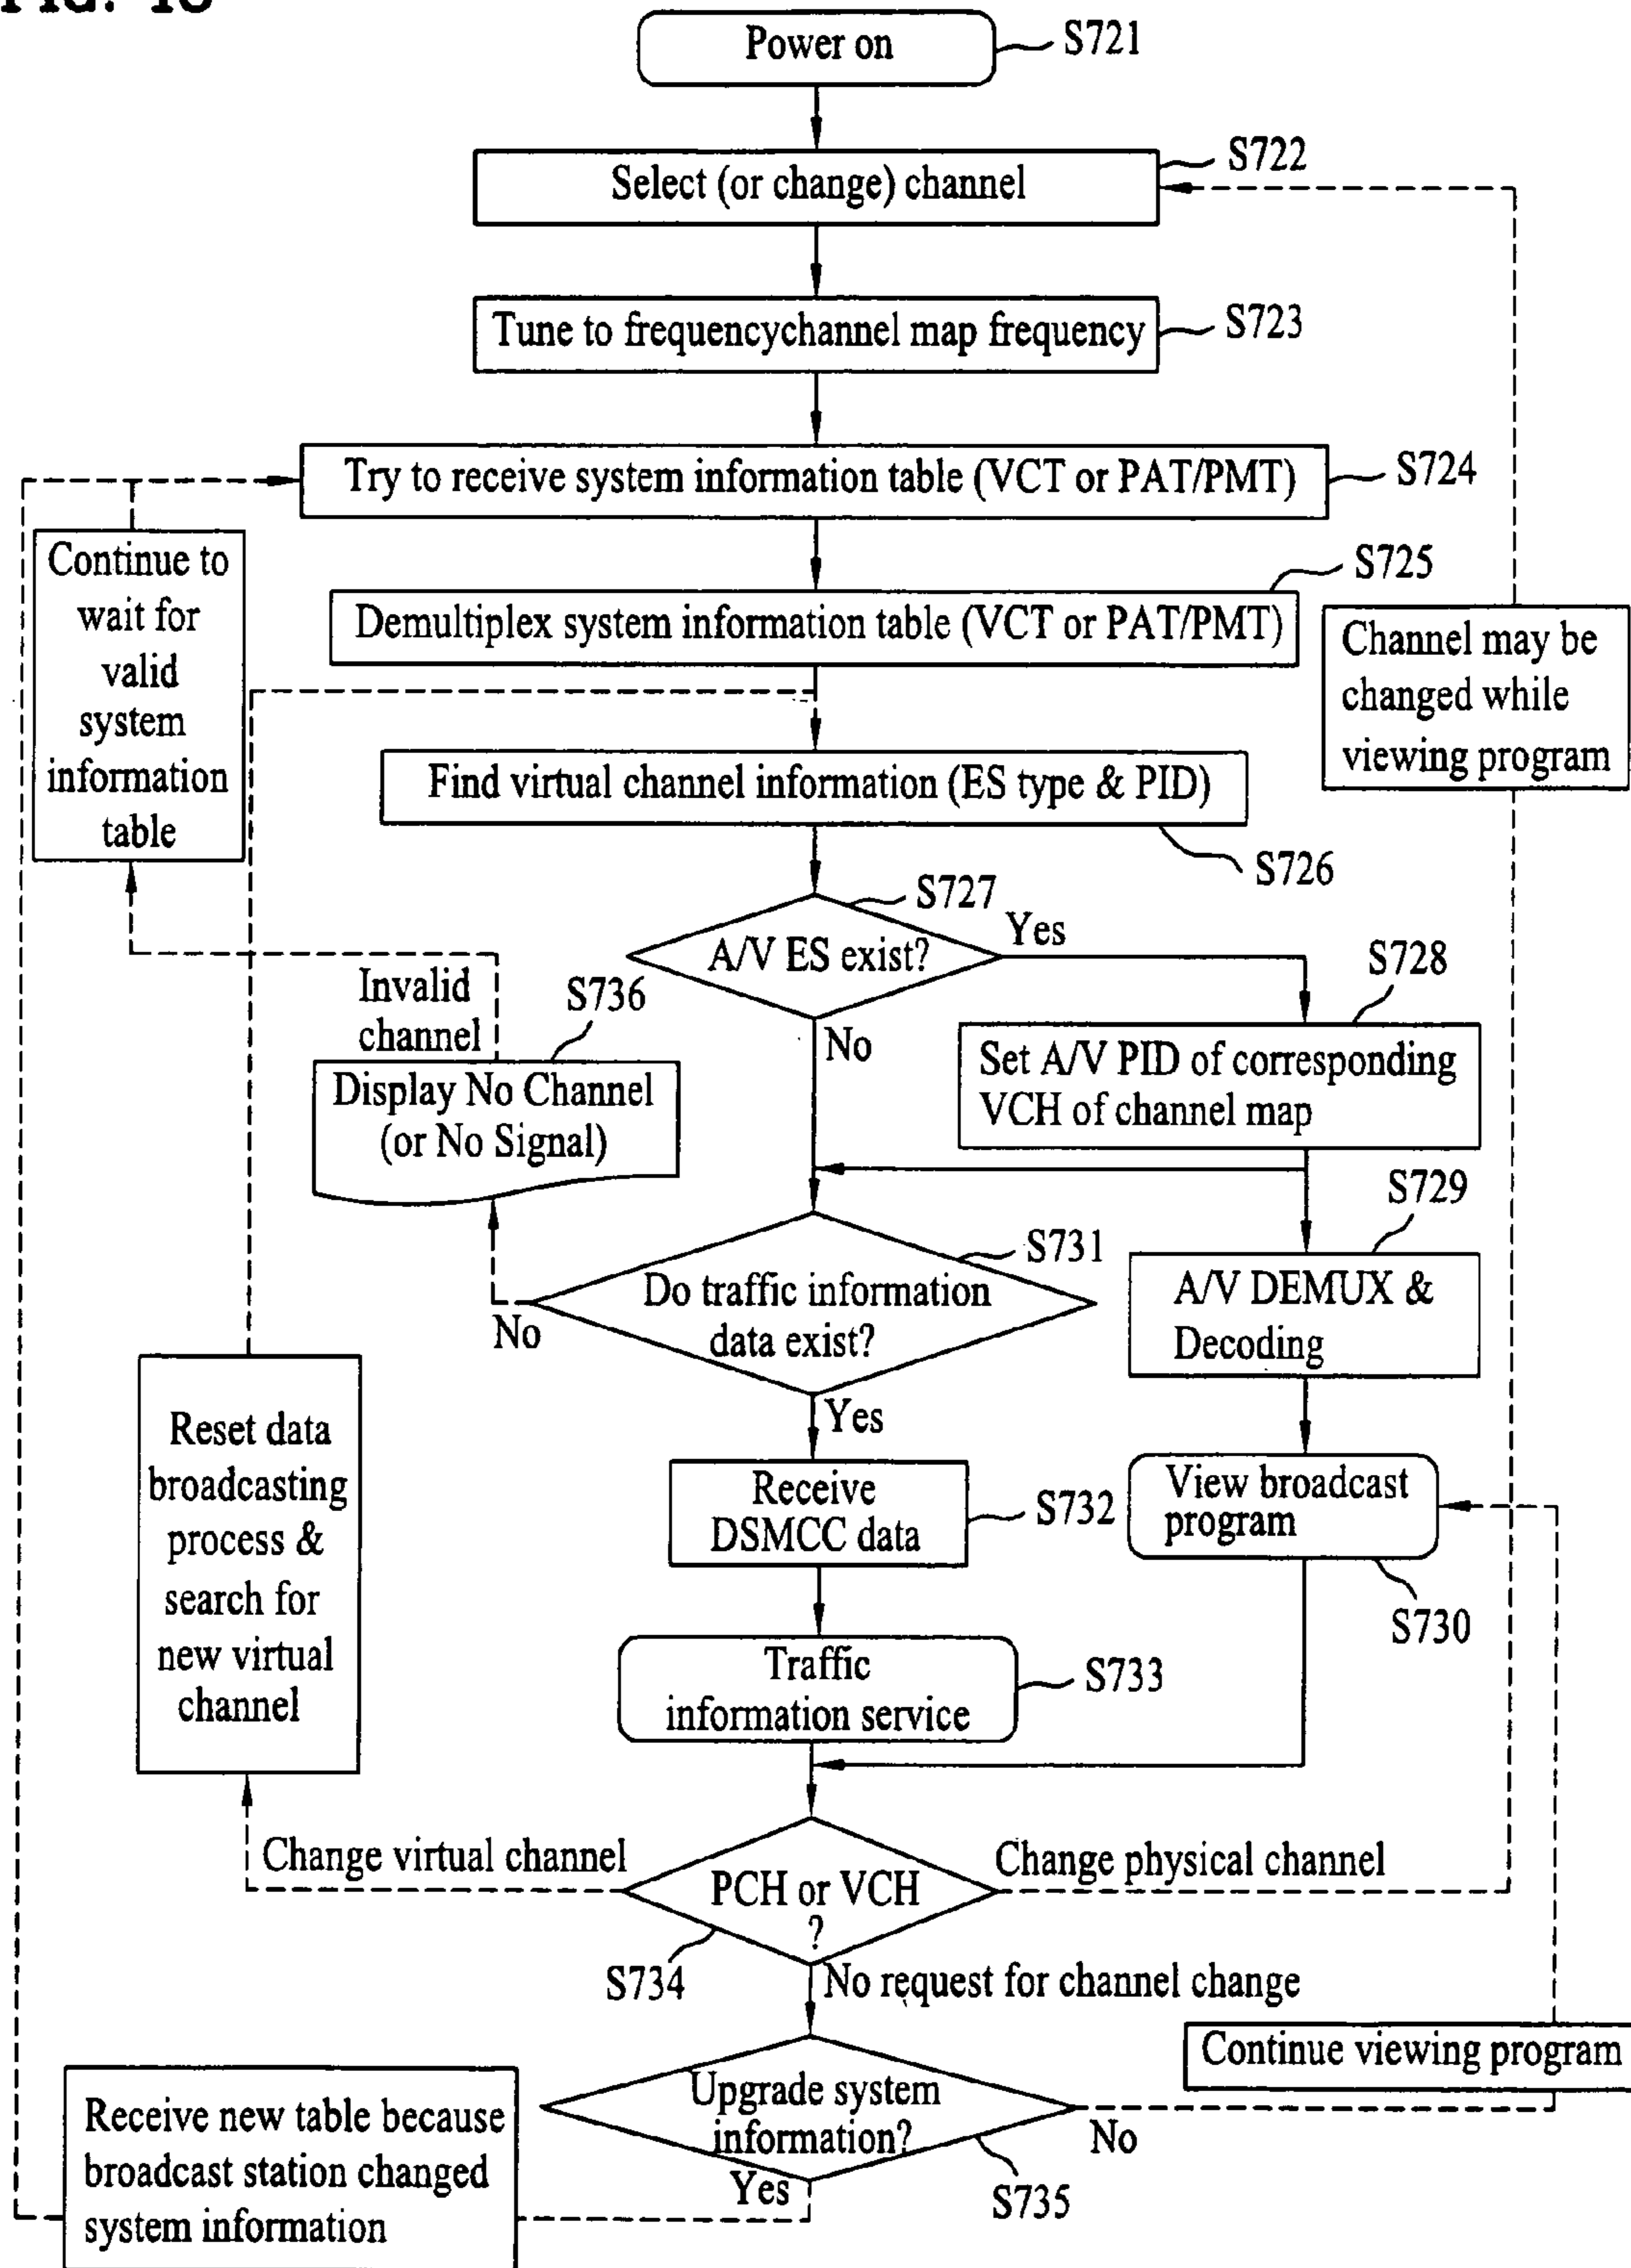 Power on
S721
Select (or change) channel
S722
Tune to frequencychannel map frequency
S723
Try to receive system information table (VCT or PAT/PMT)
S724
Continue to
wait for
valid
system
information
table
Demultiplex system information table (VCT or PAT/PMT)
S725
Channel may be
changed while
viewing program
Find virtual channel information (ES type & PID)
S726
S727
A/V ES exist?
Yes
No
S728
Set A/V PID of corresponding
VCH of channel map
Invalid
channel
S736
Display No Channel
(or No Signal)
S729
A/V DEMUX &
Decoding
S731
Do traffic information
data exist?
No
Yes
Reset data
broadcasting
process &
search for
new virtual
channel
Receive
DSMCC data
S732
View broadcast
program
S730
Traffic
information service
S733
Change virtual channel
PCH or VCH
?
Change physical channel
S734
No request for channel change
Continue viewing program
Upgrade system
information?
No
Yes
S735
Receive new table because
broadcast station changed
system information